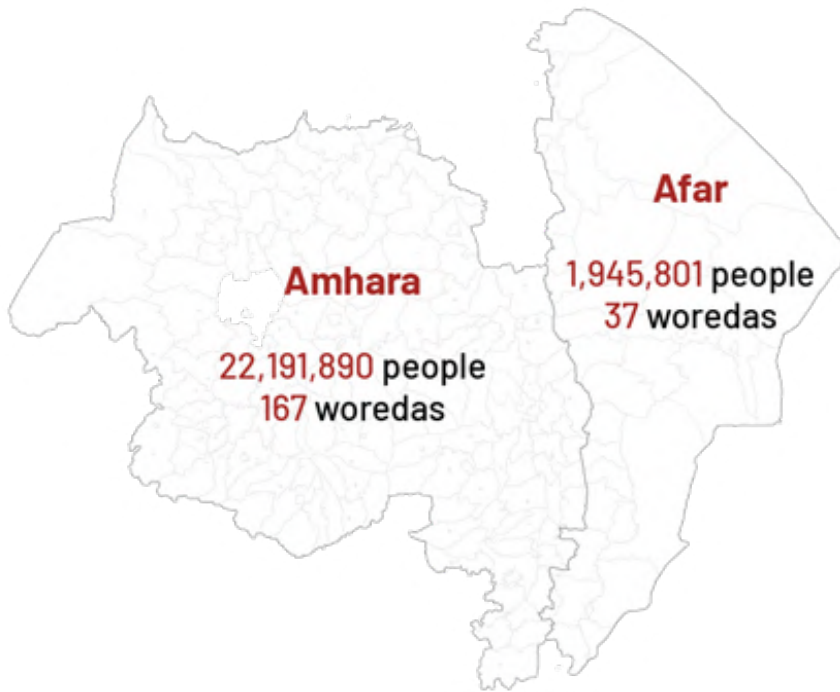 Afar
1,945,801 people
37 woredas
Amhara
22,191,890 people
167 woredas